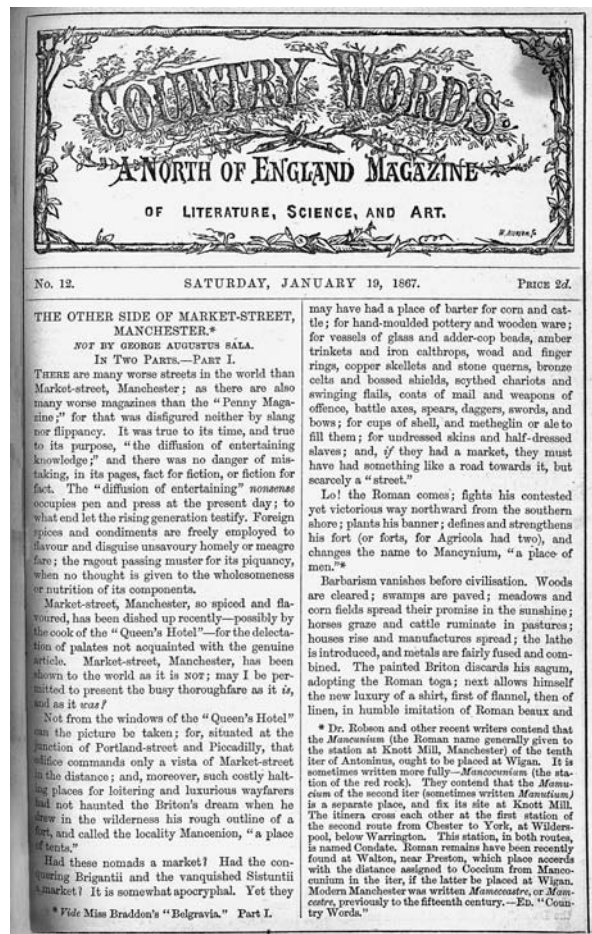 COUNTRY WORDS
A NORTH OF ENGLAND MAGAZINE
OF LITERATURE, SCIENCE, AND ART.
No. 12.
SATURDAY, JANUARY 19, 1867.
PRICE 2d.
THE OTHER SIDE OF MARKET-STREET,
MANCHESTER.*
NOT BY GEORGE AUGUSTUS SALA.
IN TWO PARTS.—PART I.
THERE are many worse streets in the world than
Market-street, Manchester; as there are also
many worse magazines than the "Penny Maga-
zine;" for that was disfigured neither by slang
nor flippancy. It was true to its time, and true
to its purpose, "the diffusion of entertaining
knowledge;" and there was no danger of mis-
taking, in its pages, fact for fiction, or fiction for
fact. The "diffusion of entertaining" nonsense
occupies pen and press at the present day; to
what end let the rising generation testify. Foreign
spices and condiments are freely employed to
flavour and disguise unsavoury homely or meagre
fare; the ragout passing muster for its piquancy,
when no thought is given to the wholesomeness
or nutrition of its components.
Market-street, Manchester, so spiced and fla-
voured, has been dished up recently—possibly by
the cook of the "Queen's Hotel"—for the delecta-
tion of palates not acquainted with the genuine
article. Market-street, Manchester, has been
shown to the world as it is NOT; may I be per-
mitted to present the busy thoroughfare as it is,
and as it was?
Not from the windows of the "Queen's Hotel"
can the picture be taken; for, situated at the
junction of Portland-street and Piccadilly, that
edifice commands only a vista of Market-street
in the distance; and, moreover, such costly halt-
ing places for loitering and luxurious wayfarers
had not haunted the Briton's dream when he
drew in the wilderness his rough outline of a
fort, and called the locality Mancenion, "a place
of tents."
Had these nomads a market? Had the con-
quering Brigantii and the vanquished Sistuntii
a market? It is somewhat apocryphal. Yet they
* Vide Miss Braddon's "Belgravia." Part I.
may have had a place of barter for corn and cat-
tle; for hand-moulded pottery and wooden ware;
for vessels of glass and adder-cop beads, amber
trinkets and iron calthrops, woad and finger
rings, copper skellets and stone querns, bronze
celts and bossed shields, scythed chariots and
swinging flails, coats of mail and weapons of
offence, battle axes, spears, daggers, swords, and
bows; for cups of shell, and metheglin or ale to
fill them; for undressed skins and half-dressed
slaves; and, if they had a market, they must
have had something like a road towards it, but
scarcely a "street."
Lo! the Roman comes; fights his contested
yet victorious way northward from the southern
shore; plants his banner; defines and strengthens
his fort (or forts, for Agricola had two), and
changes the name to Mancynium, "a place of
men."*
Barbarism vanishes before civilisation. Woods
are cleared; swamps are paved; meadows and
corn fields spread their promise in the sunshine;
horses graze and cattle ruminate in pastures;
houses rise and manufactures spread; the lathe
is introduced, and metals are fairly fused and com-
bined. The painted Briton discards his sagum,
adopting the Roman toga; next allows himself
the new luxury of a shirt, first of flannel, then of
linen, in humble imitation of Roman beaux and
* Dr. Robson and other recent writers contend that
the Mancunium (the Roman name generally given to
the station at Knott Mill, Manchester) of the tenth
iter of Antoninus, ought to be placed at Wigan. It is
sometimes written more fully—Mancocunium (the sta-
tion of the red rock). They contend that the Mamu-
cium of the second iter (sometimes written Manutium)
is a separate place, and fix its site at Knott Mill.
The itinera cross each other at the first station of
the second route from Chester to York, at Wilders-
pool, below Warrington. This station, in both routes,
is named Condate. Roman remains have been recently
found at Walton, near Preston, which place accords
with the distance assigned to Coccium from Manco-
cunium in the iter, if the latter be placed at Wigan.
Modern Manchester was written Mamecestre, or Mam-
cestre, previously to the fifteenth century.—ED. "Coun-
try Words."